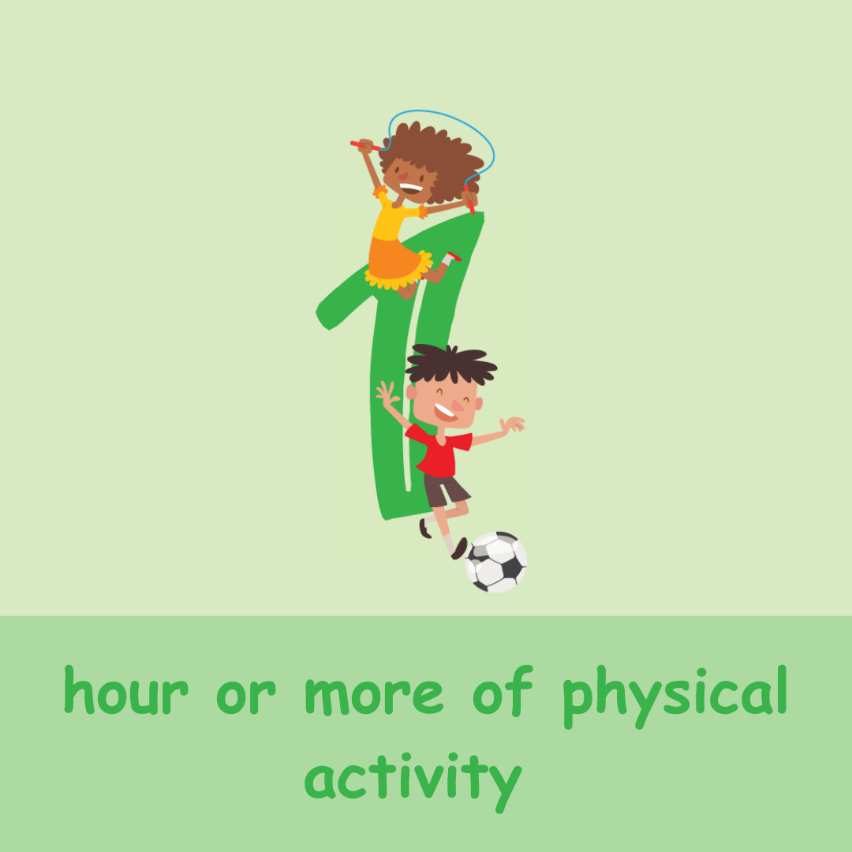 1
hour or more of physical
activity